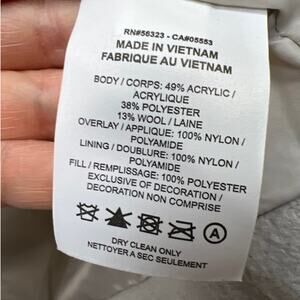 RN#56323 - CA#05553
MADE IN VIETNAM
FABRIQUE AU VIETNAM
BODY / CORPS: 49% ACRYLIC /
ACRYLIQUE
38% POLYESTER
13% WOOL / LAINE
OVERLAY / APPLIQUE: 100% NYLON /
POLYAMIDE
LINING / DOUBLURE: 100% NYLON /
POLYAMIDE
FILL / REMPLISSAGE: 100% POLYESTER
EXCLUSIVE OF DECORATION /
DECORATION NON COMPRISE
A
DRY CLEAN ONLY
NETTOYER A SEC SEULEMENT